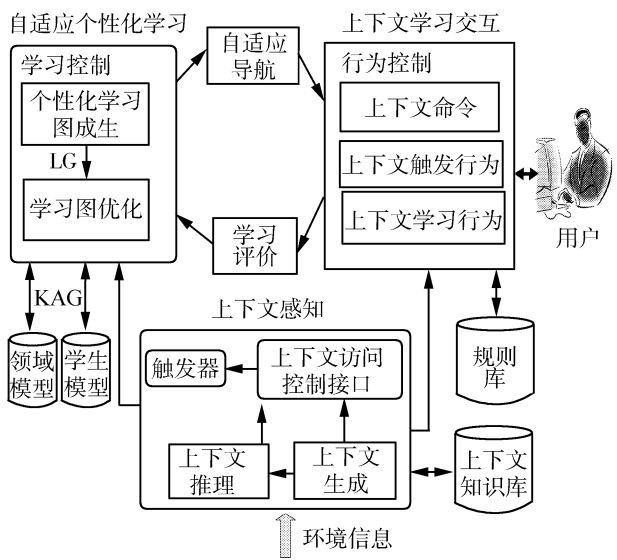 自适应个性化学习
上下文学习交互
学习控制
个性化学习
图成生
LG
学习图优化
自适应
导航
学习
评价
行为控制
上下文命令
上下文触发行为
上下文学习行为
用户
KAG
领域
模型
学生
模型
上下文感知
触发器
上下文访问
控制接口
上下文
推理
上下文
生成
规则
库
上下文
知识库
环境信息